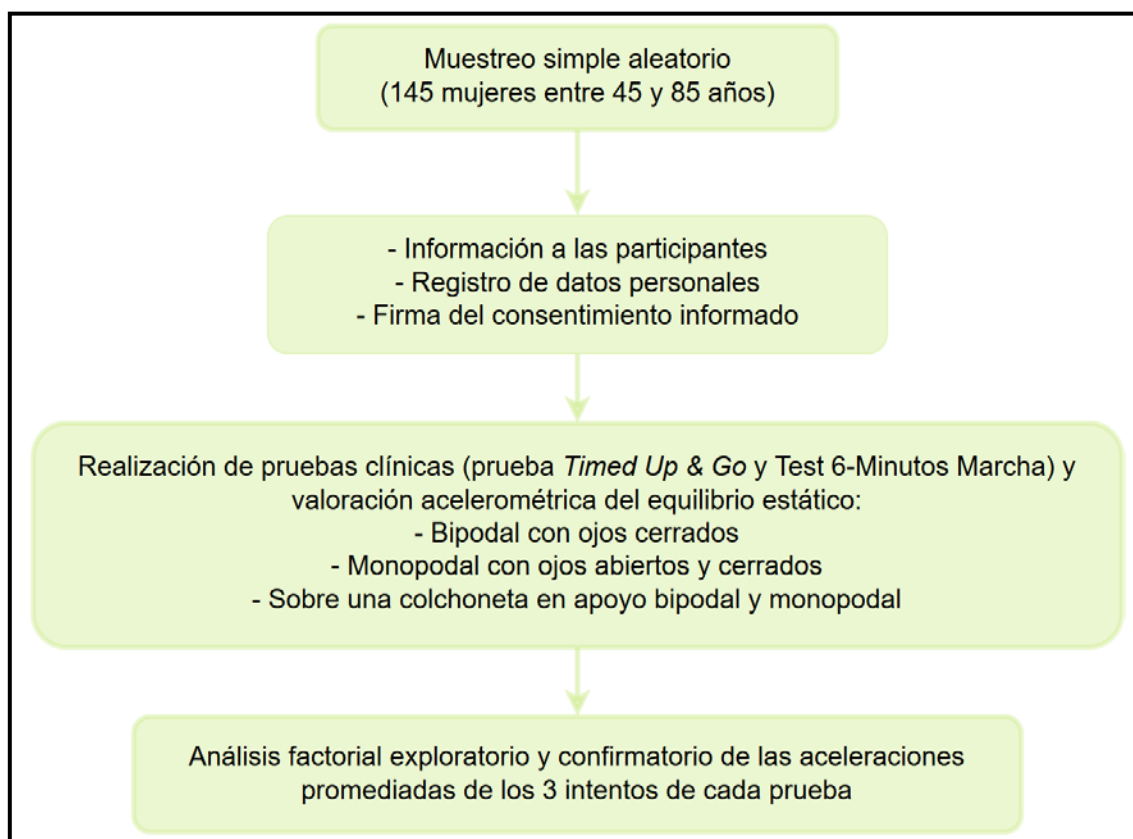 Muestreo simple aleatorio
(145 mujeres entre 45 y 85 años)
- Información a las participantes
- Registro de datos personales
- Firma del consentimiento informado
Realización de pruebas clínicas (prueba Timed Up & Go y Test 6-Minutos Marcha) y
valoración acelerométrica del equilibrio estático:
- Bipodal con ojos cerrados
- Monopodal con ojos abiertos y cerrados
- Sobre una colchoneta en apoyo bipodal y monopodal
Análisis factorial exploratorio y confirmatorio de las aceleraciones
promediadas de los 3 intentos de cada prueba